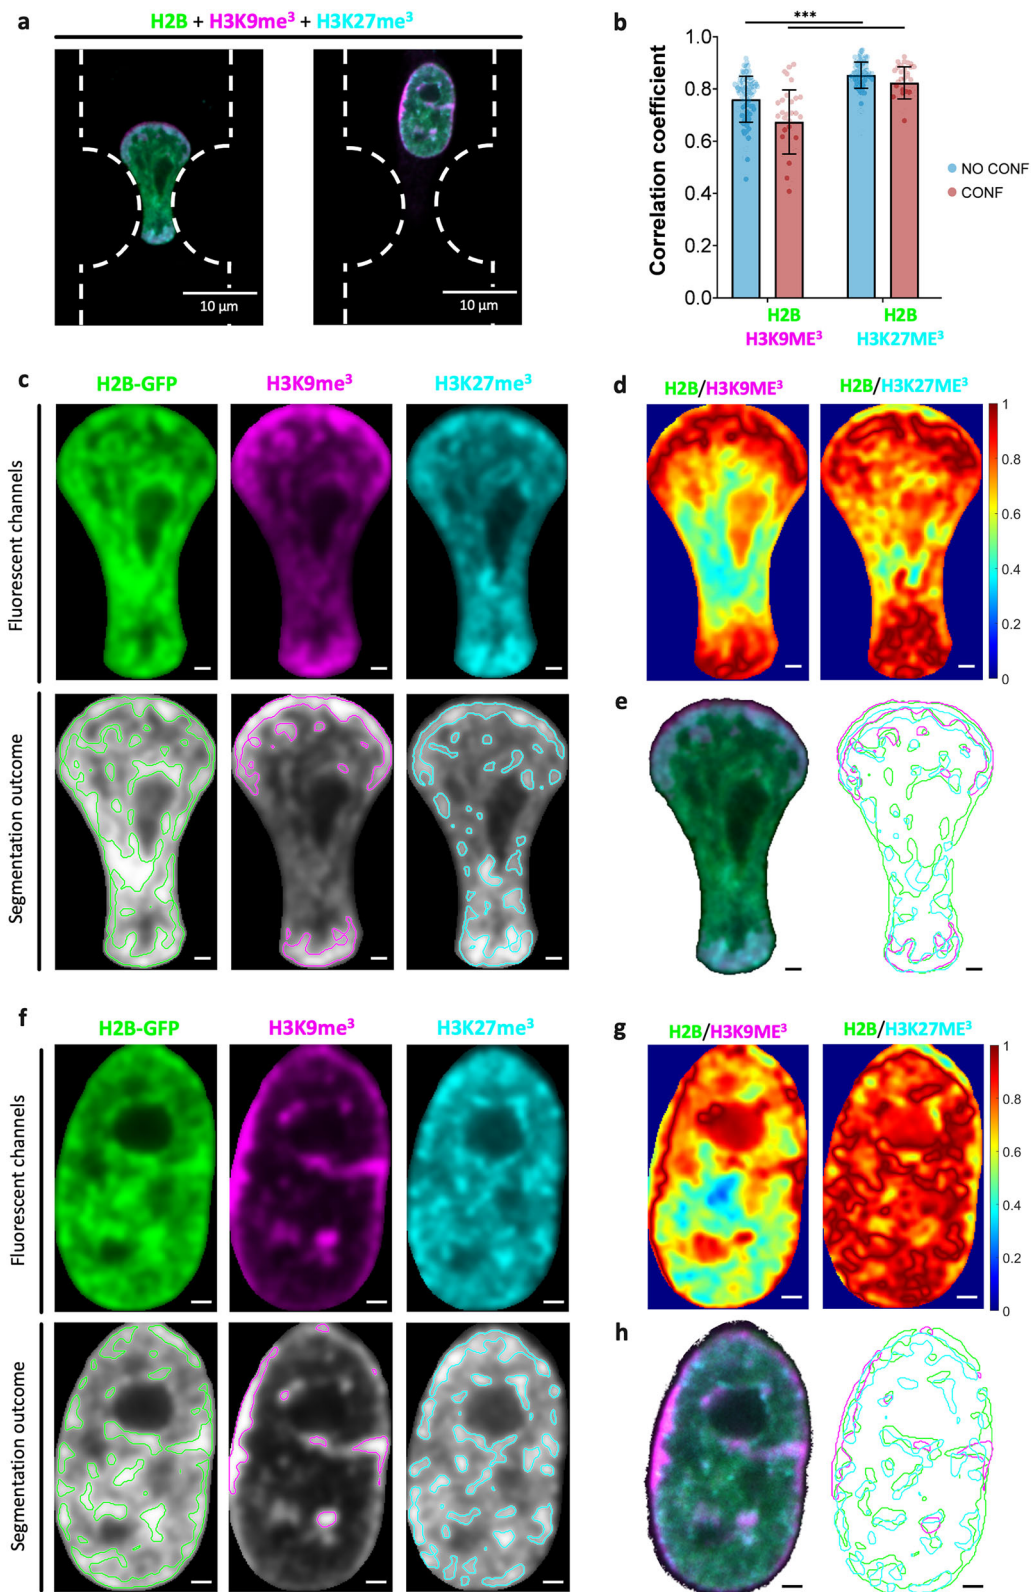 a
H2B + H3K9me³ + H3K27me³
10 µm
10 µm
b
***
Correlation coefficient
1.0
0.8
0.6
0.4
0.2
0.0
NO CONF
CONF
H2B
H3K9ME³
H2B
H3K27ME³
c
H2B-GFP
H3K9me³
H3K27me³
Fluorescent channels
Segmentation outcome
d
H2B/H3K9ME³
H2B/H3K27ME³
1
0.8
0.6
0.4
0.2
0
e
f
H2B-GFP
H3K9me³
H3K27me³
Fluorescent channels
Segmentation outcome
g
H2B/H3K9ME³
H2B/H3K27ME³
1
0.8
0.6
0.4
0.2
0
h